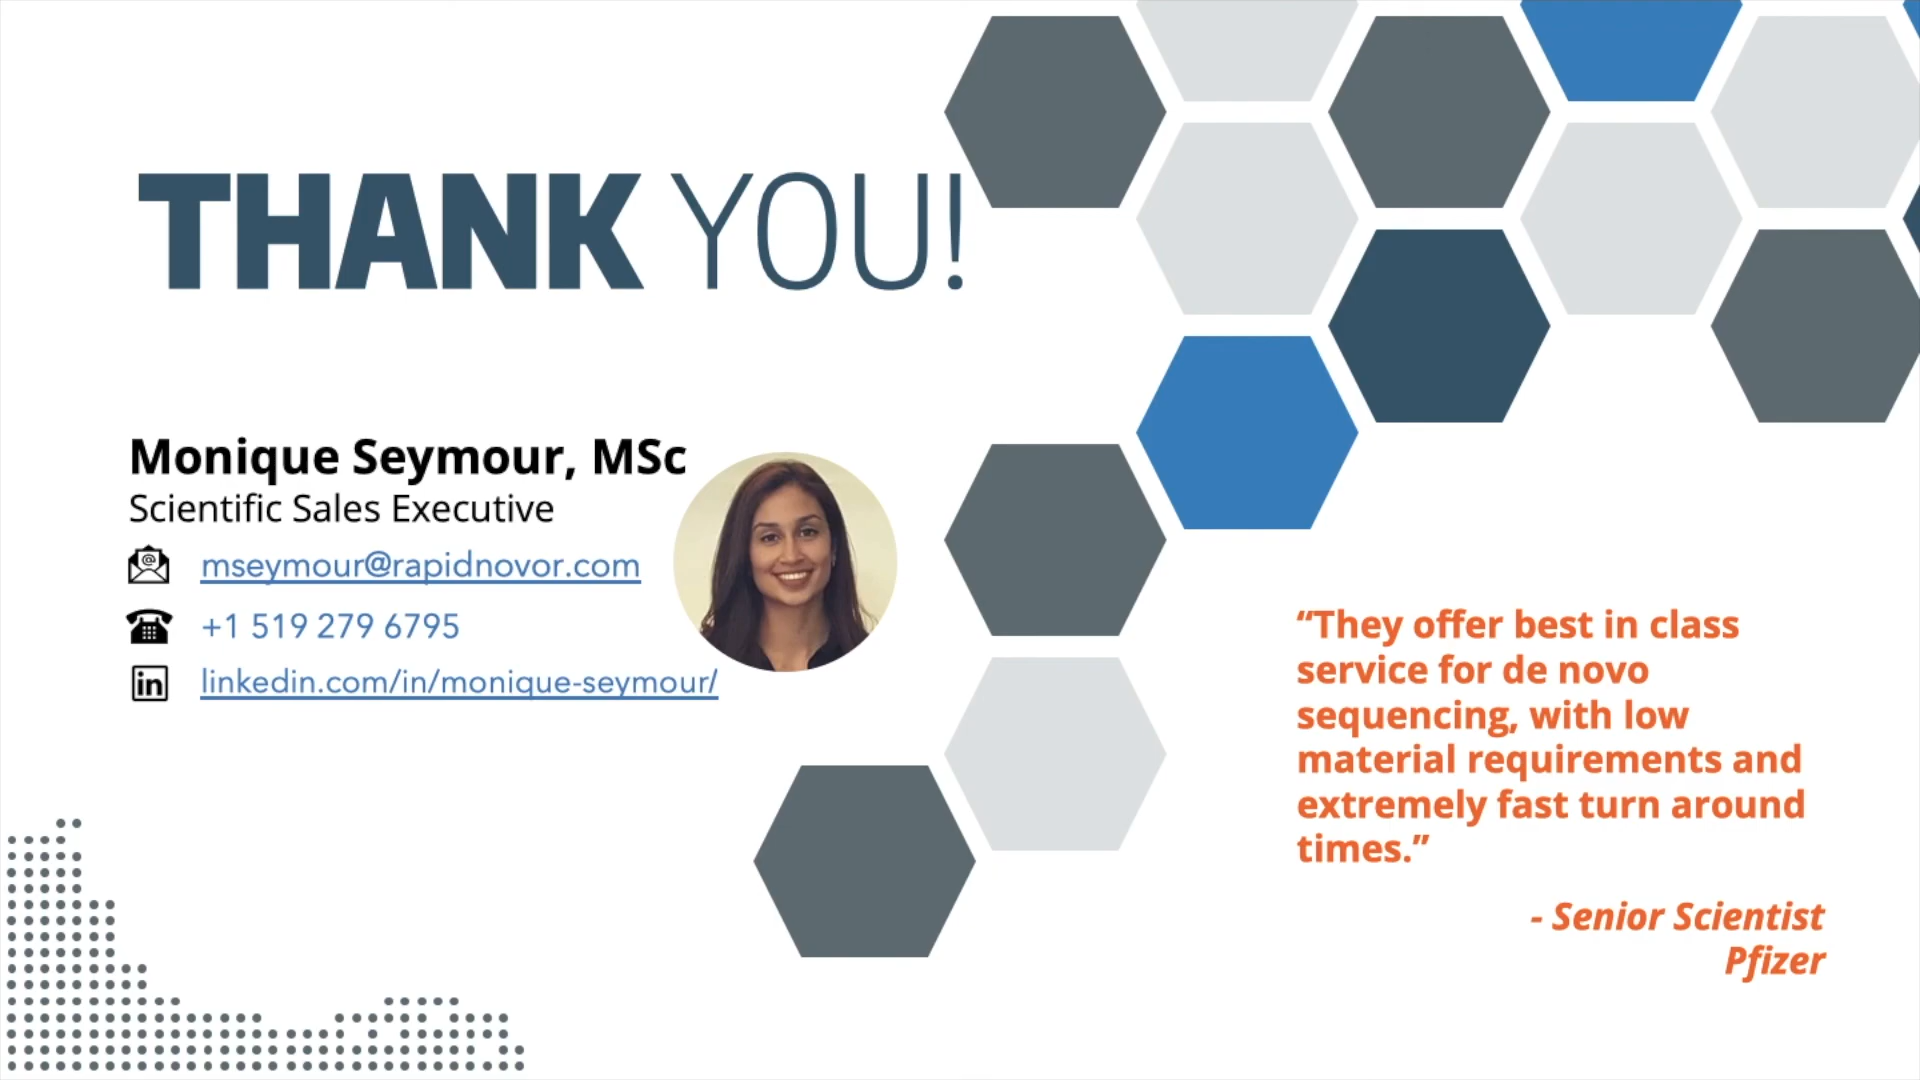 THANK YOU!
Monique Seymour, MSc
Scientific Sales Executive
mseymour@rapidnovor.com
+1 519 279 6795
linkedin.com/in/monique-seymour/
“They offer best in class
service for de novo
sequencing, with low
material requirements and
extremely fast turn around
times.”
- Senior Scientist
Pfizer